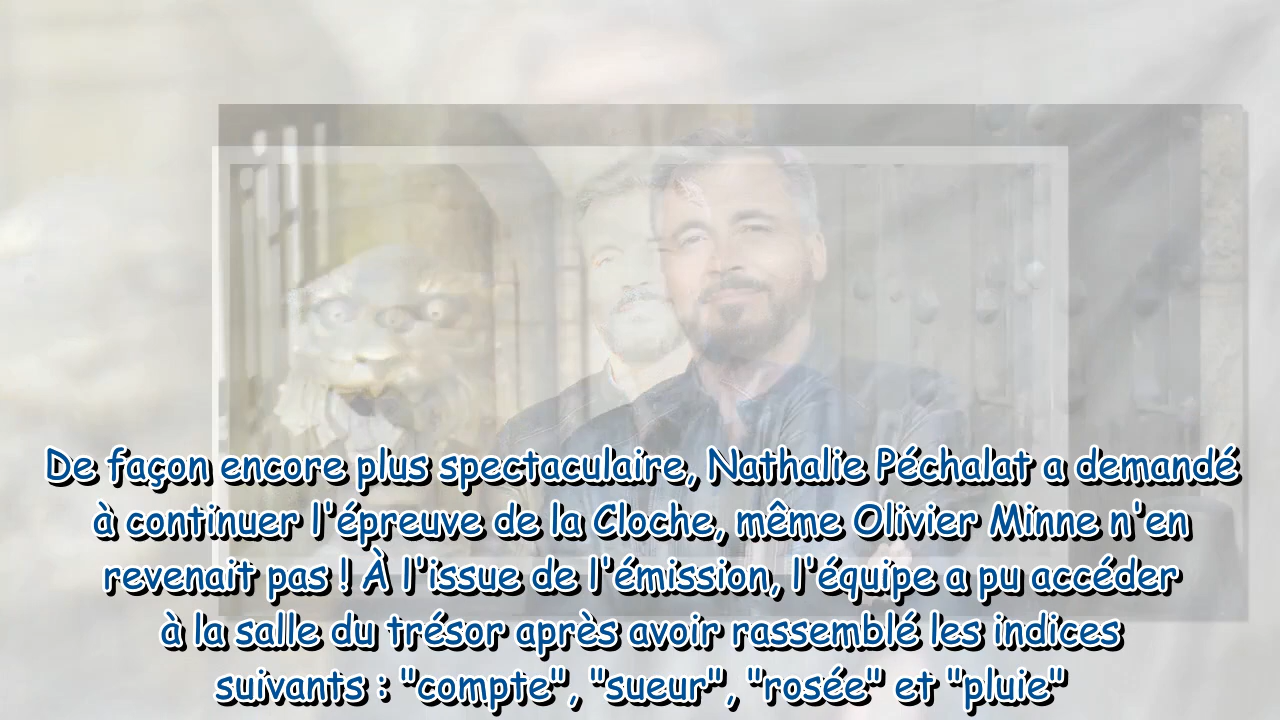 De façon encore plus spectaculaire, Nathalie Péchalat a demandé
à continuer l'épreuve de la Cloche, même Olivier Minne n'en
revenait pas ! À l'issue de l'émission, l'équipe a pu accéder
à la salle du trésor après avoir rassemblé les indices
suivants : "compte", "sueur", "rosée" et "pluie"